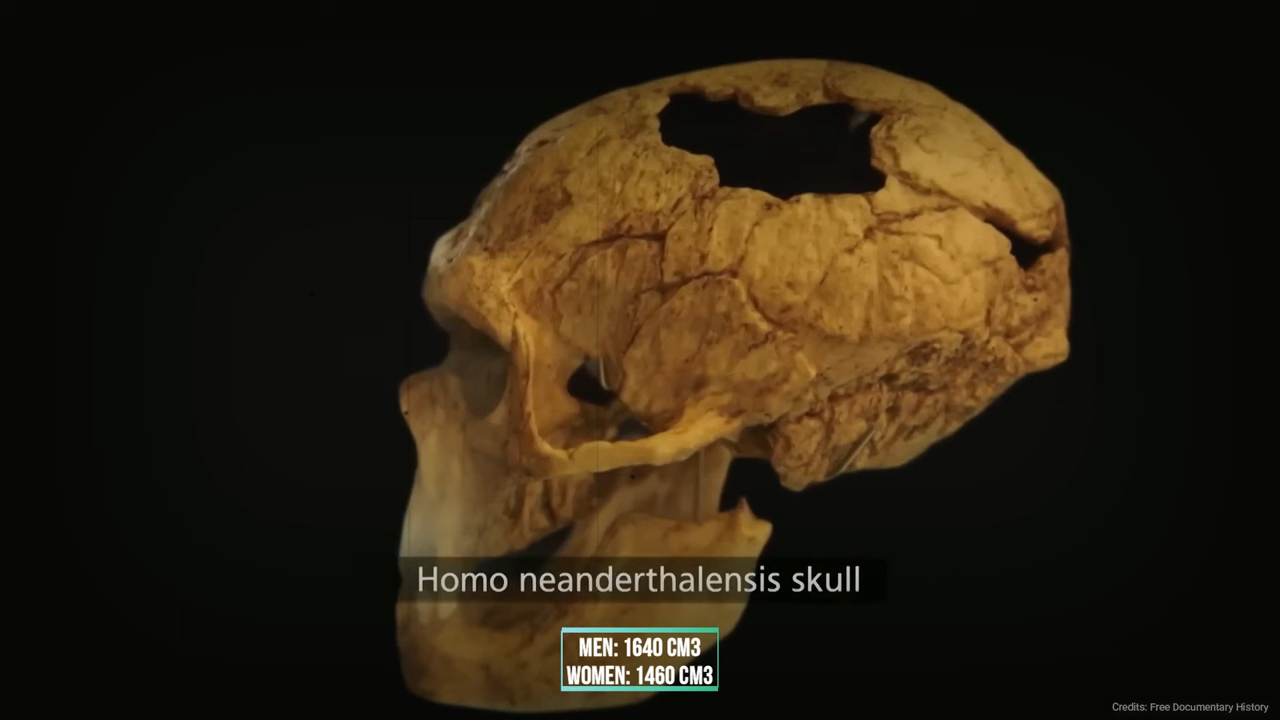 Homo neanderthalensis skull
MEN: 1640 CM3
WOMEN: 1460 CM3
Credits: Free Documentary History